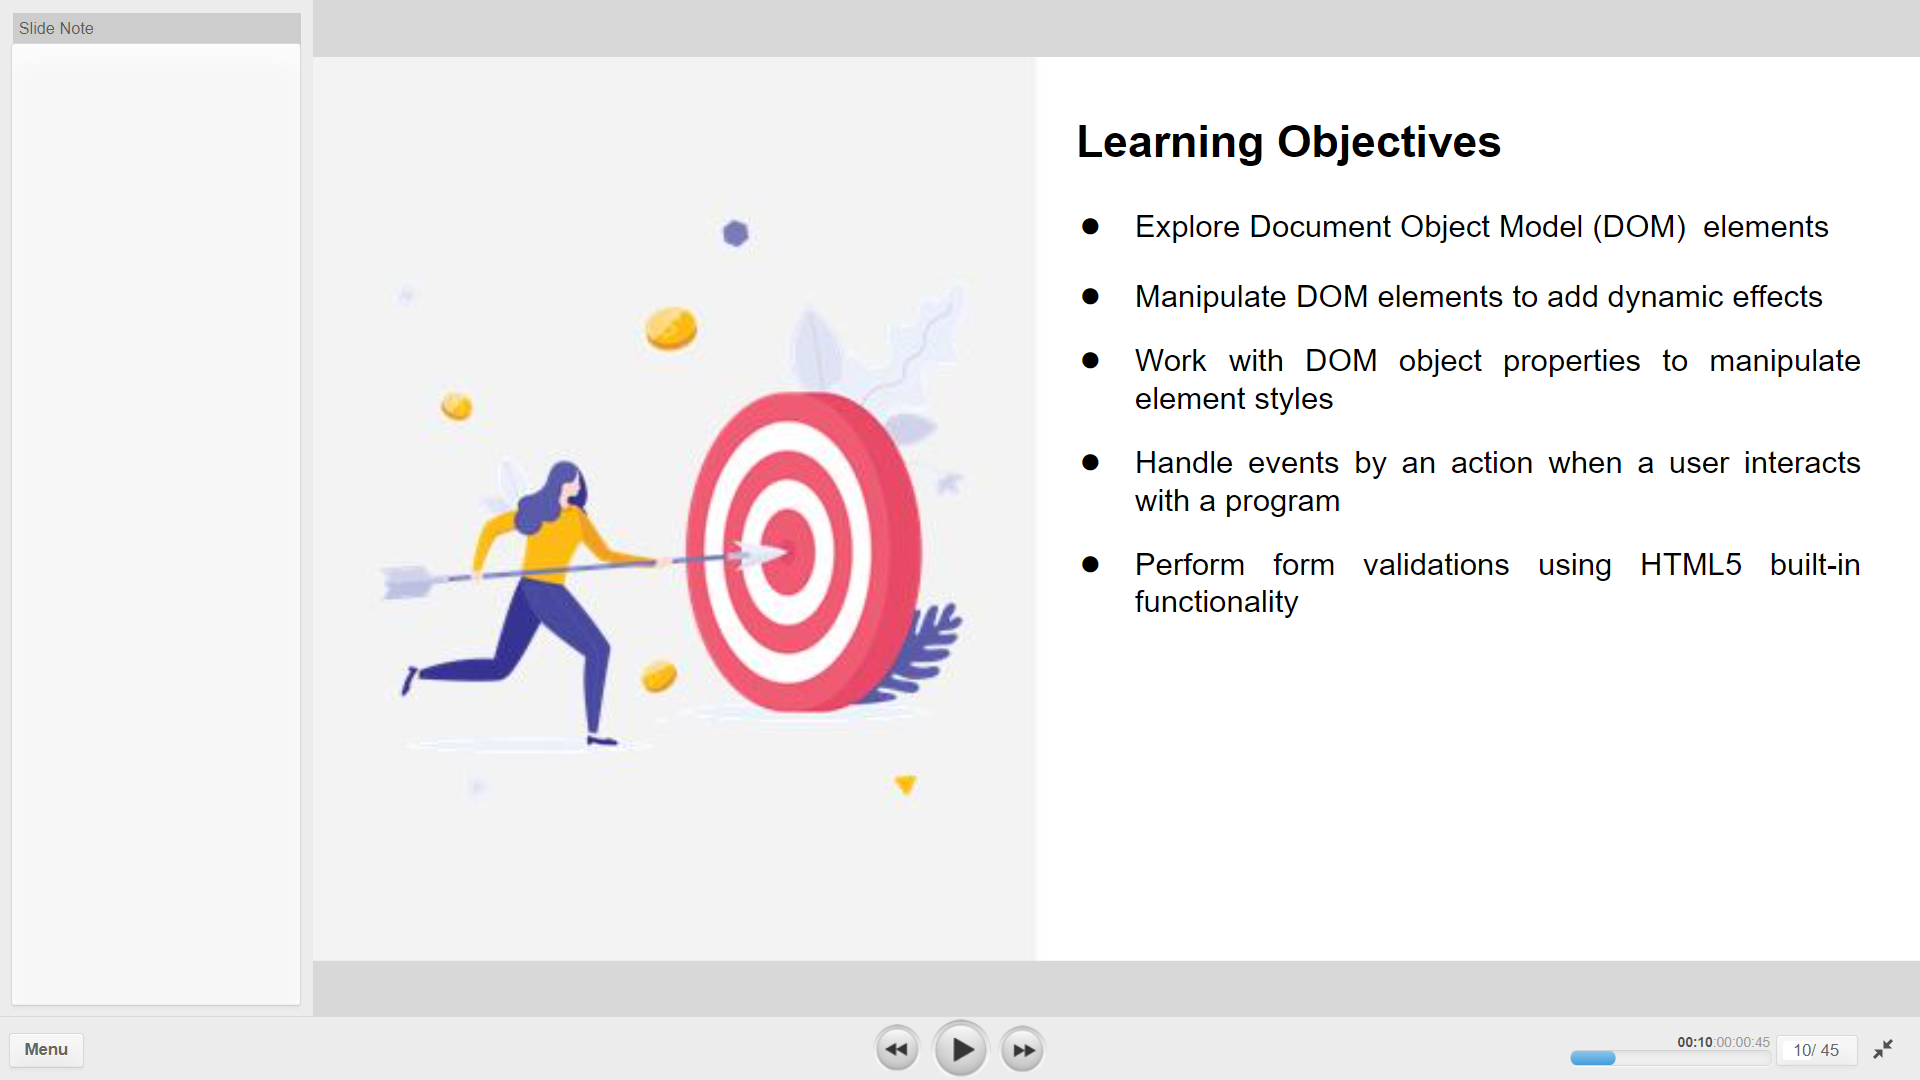 Slide Note
Learning Objectives
● Explore Document Object Model (DOM)  elements
● Manipulate DOM elements to add dynamic effects
● Work with DOM object properties to manipulate
element styles
● Handle events by an action when a user interacts
with a program
● Perform form validations using HTML5 built-in
functionality
Menu
00:10:00:00:45
10/ 45